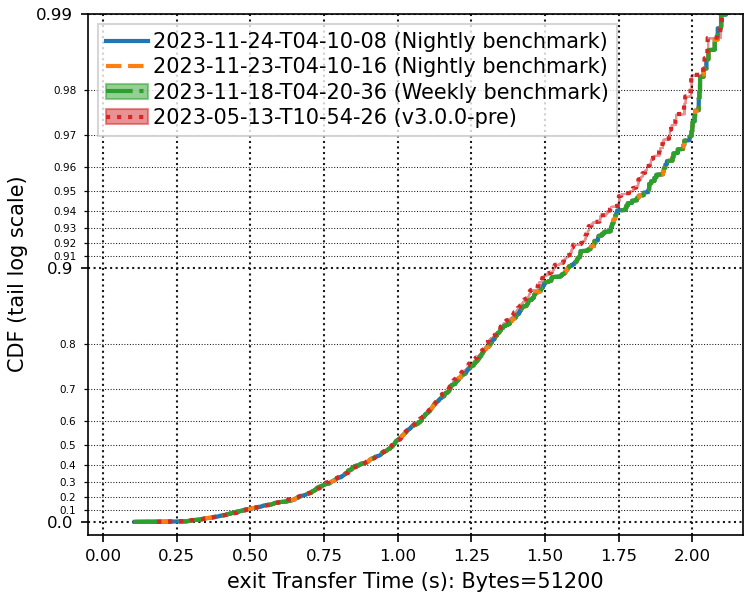 0.99
2023-11-24-T04-10-08 (Nightly benchmark)
2023-11-23-T04-10-16 (Nightly benchmark)
2023-11-18-T04-20-36 (Weekly benchmark)
2023-05-13-T10-54-26 (v3.0.0-pre)
0.98
0.97
0.96
0.95
0.94
0.93
0.92
0.91
0.9
0.8
0.7
0.6
0.5
0.4
0.3
0.2
0.1
0.0
CDF (tail log scale)
0.00 0.25 0.50 0.75 1.00 1.25 1.50 1.75 2.00
exit Transfer Time (s): Bytes=51200